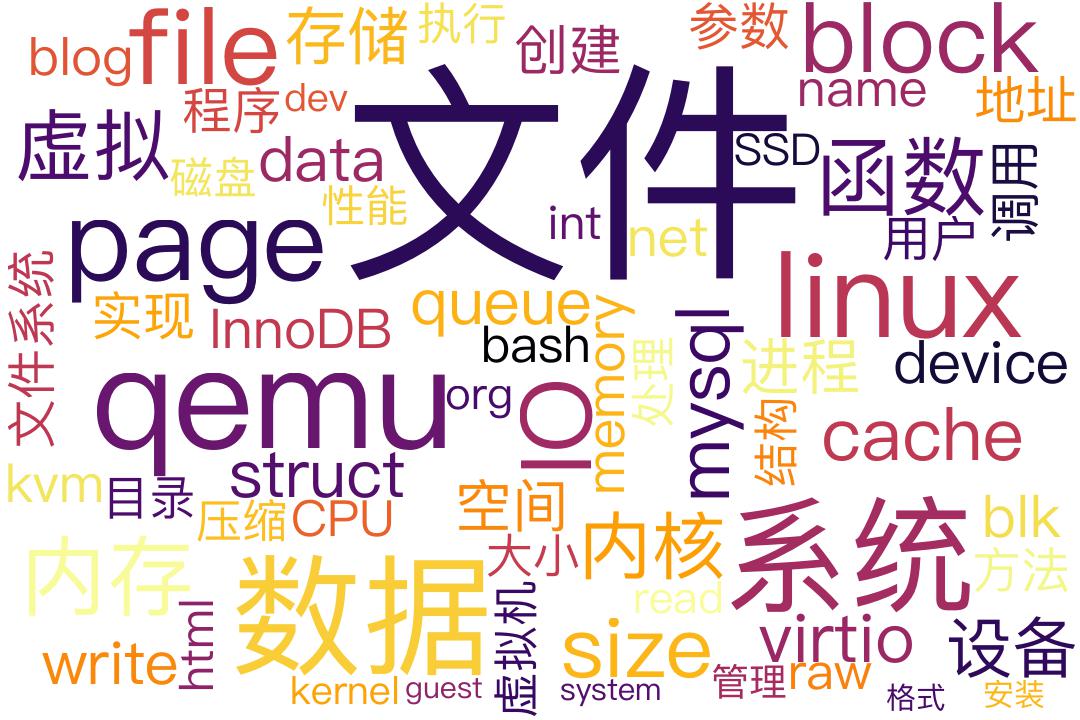 blog
file
存储
执行
创建
参数
block
程序
dev
name
地址
虚拟
磁盘
data
性能
文件
SSD
函数
调用
page
int
net
用户
文件系统
实现
InnoDB
queue
bash
memory
处理
mysql
linux
进程
device
qemu
org
IO
结构
cache
kvm
目录
struct
压缩
CPU
空间
大小
内核
系统
blk
方法
内存
数据
read
write
html
虚拟机
size
virtio
设备
kernel
guest
system
管理
raw
格式
安装